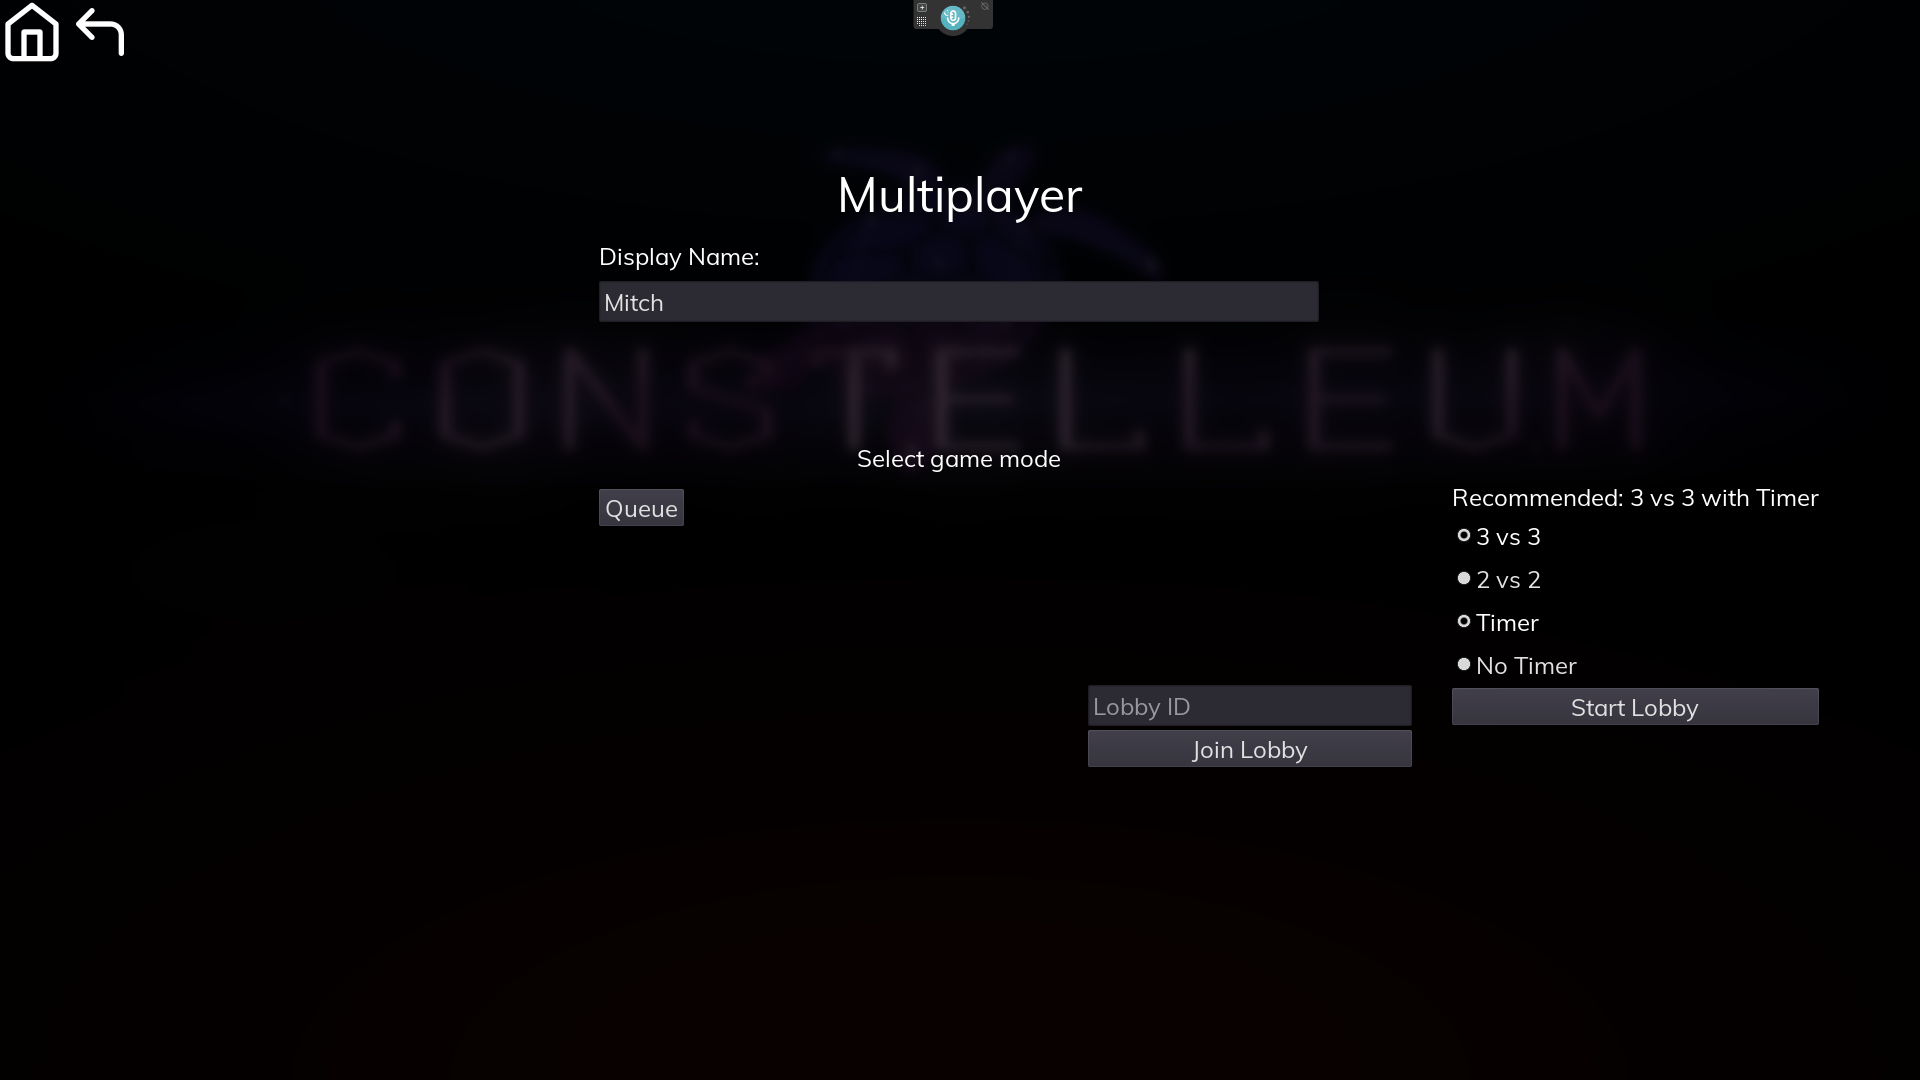 Multiplayer
Display Name:
Mitch
CONSTELLEUM
Select game mode
Queue
Recommended: 3 vs 3 with Timer
3 vs 3
2 vs 2
Timer
No Timer
Lobby ID
Start Lobby
Join Lobby